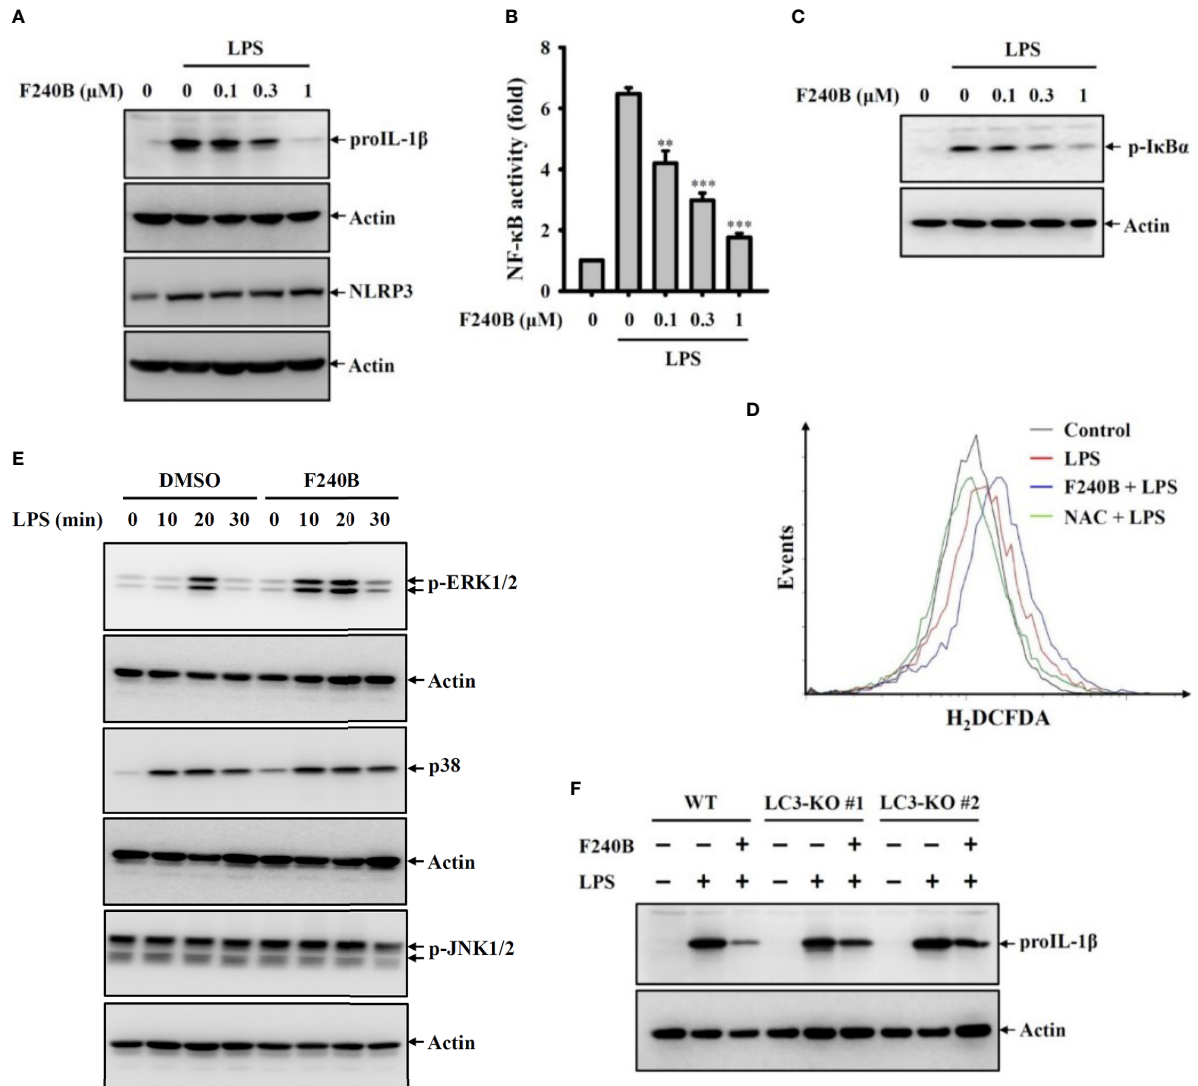 A
LPS
F240B (μM) 0 0 0.1 0.3 1
proIL-1β
Actin
NLRP3
Actin
B
NF-κB activity (fold)
8
6
4
2
0
**
***
***
F240B (μM) 0 0 0.1 0.3 1
LPS
C
LPS
F240B (μM) 0 0 0.1 0.3 1
p-IκBα
Actin
D
Events
Control
LPS
F240B + LPS
NAC + LPS
H₂DCFDA
E
DMSO F240B
LPS (min) 0 10 20 30 0 10 20 30
p-ERK1/2
Actin
p38
Actin
p-JNK1/2
Actin
F
WT LC3-KO #1 LC3-KO #2
F240B − − + − − + − − +
LPS − + + − + + − + +
proIL-1β
Actin